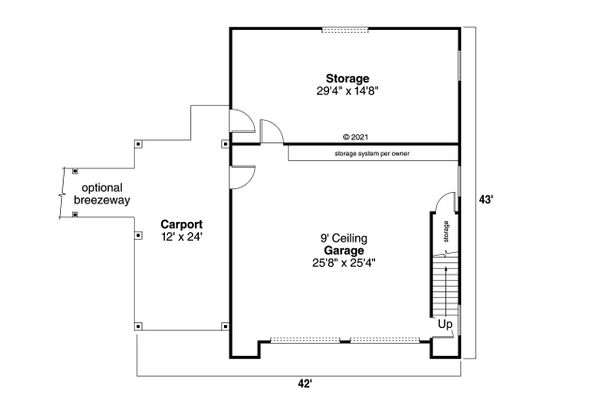 Storage
29'4" x 14'8"
© 2021
storage system per owner
optional
breezeway
Carport
12' x 24'
9' Ceiling
Garage
25'8" x 25'4"
storage
43'
Up
42'